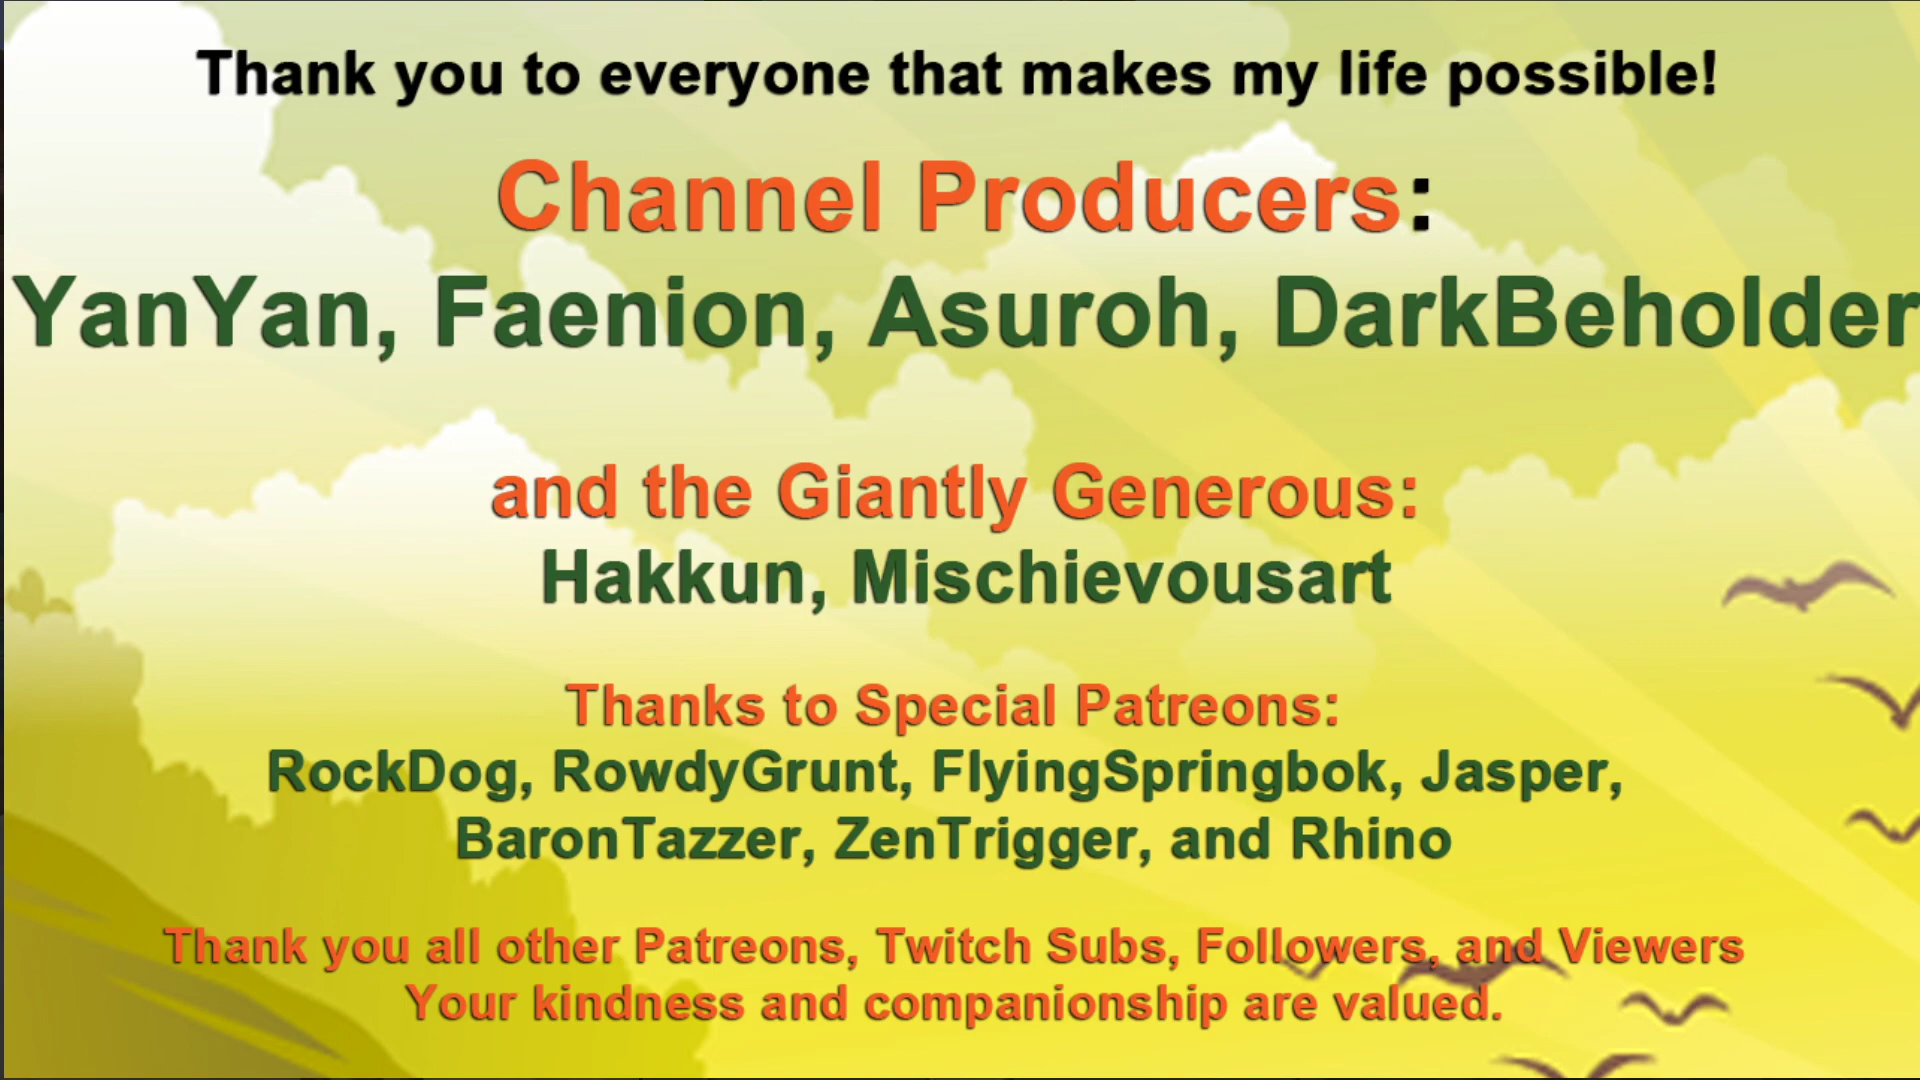 Thank you to everyone that makes my life possible!
Channel Producers:
YanYan, Faenion, Asuroh, DarkBeholder
and the Giantly Generous:
Hakkun, Mischievousart
Thanks to Special Patreons:
RockDog, RowdyGrunt, FlyingSpringbok, Jasper,
BaronTazzer, ZenTrigger, and Rhino
Thank you all other Patreons, Twitch Subs, Followers, and Viewers
Your kindness and companionship are valued.